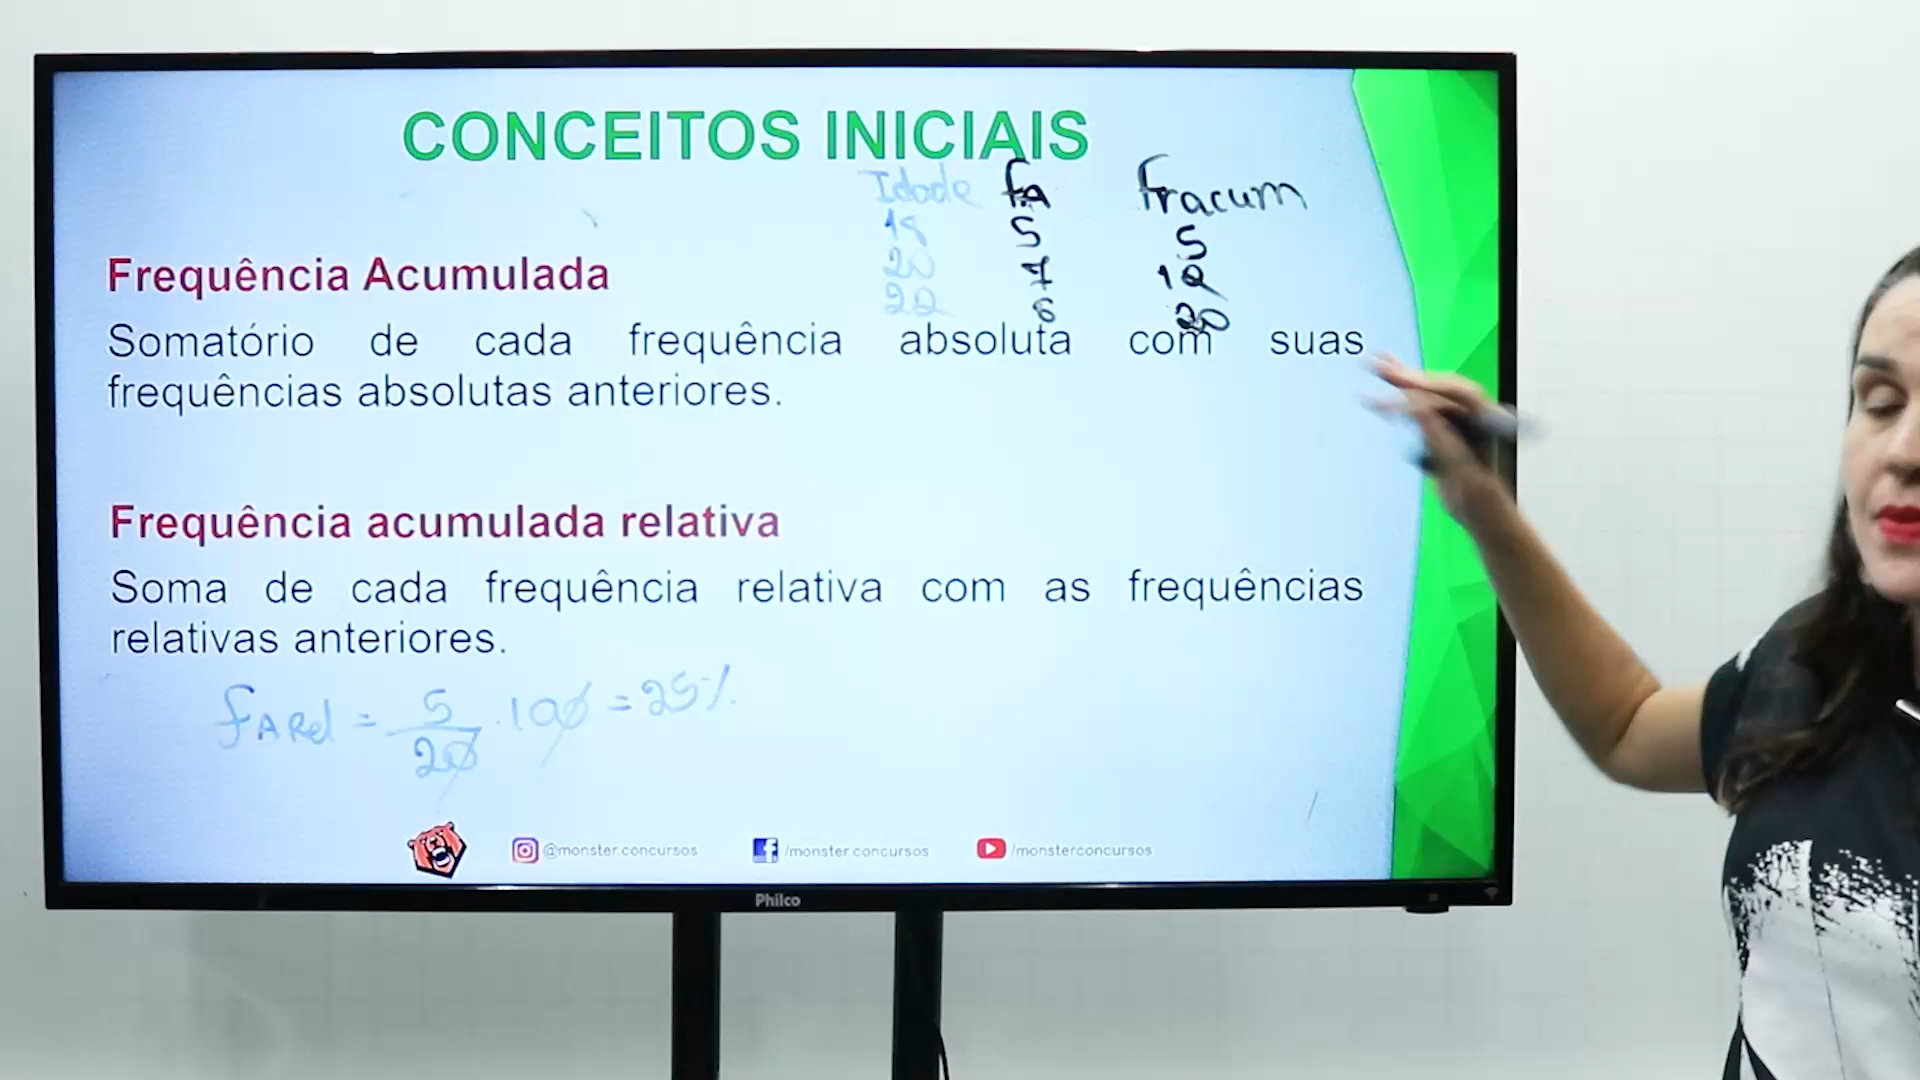 CONCEITOS INICIAIS
Idade fA Fracum
18 5 5
20 7 12
22 8 20
Frequência Acumulada
Somatório de cada frequência absoluta com suas
frequências absolutas anteriores.
Frequência acumulada relativa
Soma de cada frequência relativa com as frequências
relativas anteriores.
fARel = 5/20 . 100 = 25%
@monster.concursos /monster.concursos /monsterconcursos
Philco